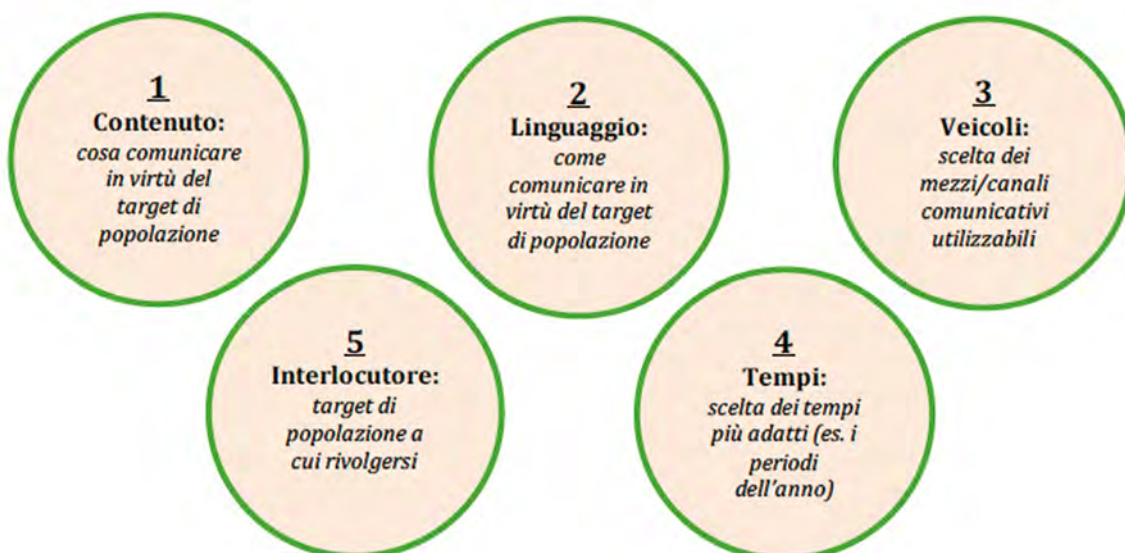 1
Contenuto:
cosa comunicare
in virtù del
target di
popolazione
2
Linguaggio:
come
comunicare in
virtù del target
di popolazione
3
Veicoli:
scelta dei
mezzi/canali
comunicativi
utilizzabili
5
Interlocutore:
target di
popolazione a
cui rivolgersi
4
Tempi:
scelta dei tempi
più adatti (es. i
periodi
dell'anno)